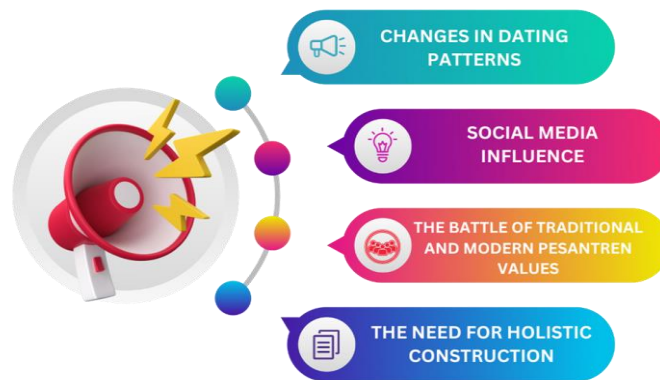 CHANGES IN DATING
PATTERNS
SOCIAL MEDIA
INFLUENCE
THE BATTLE OF TRADITIONAL
AND MODERN PESANTREN
VALUES
THE NEED FOR HOLISTIC
CONSTRUCTION